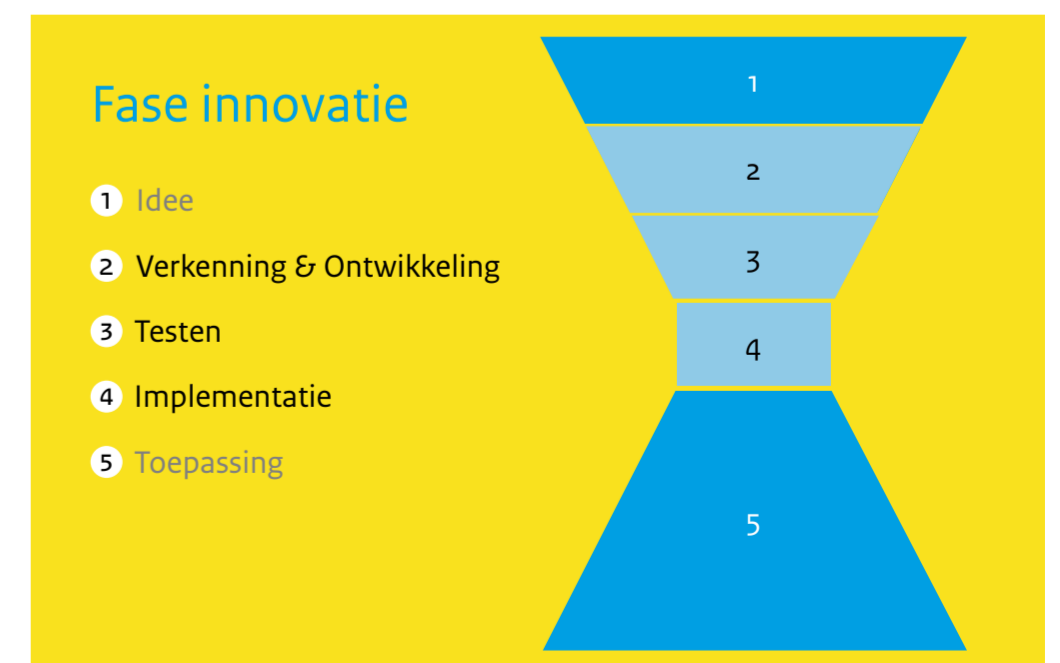 Fase innovatie
1 Idee
2 Verkenning & Ontwikkeling
3 Testen
4 Implementatie
5 Toepassing
1
2
3
4
5